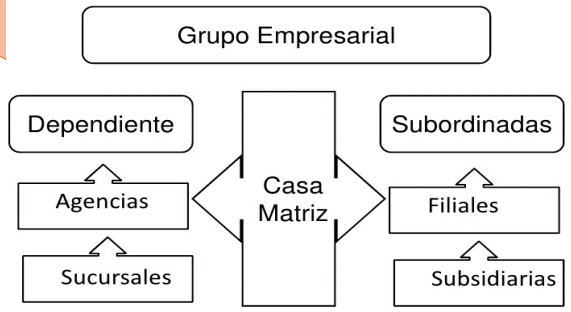 Grupo Empresarial
Dependiente
Subordinadas
Agencias
Casa
Matriz
Filiales
Sucursales
Subsidiarias